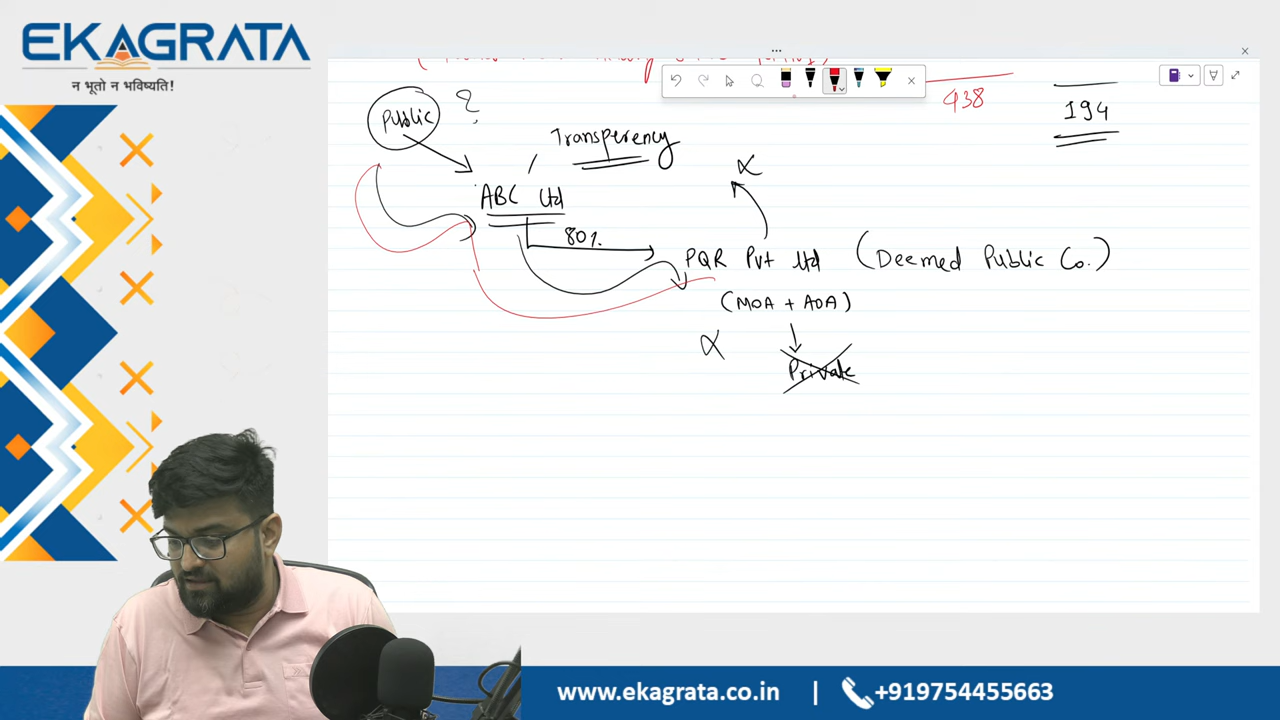 EKAGRATA
न भूतो न भविष्यति!
438
194
Public ?
Transperency
ABC Ltd
80%
PQR Pvt Ltd (Deemed Public Co.)
(MOA + AOA)
Private
www.ekagrata.co.in | +919754455663